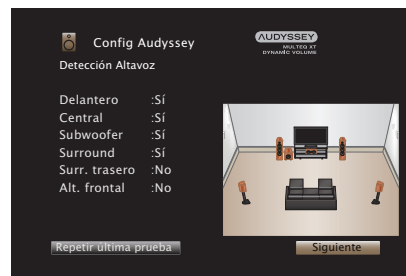 Config Audyssey
AUDYSSEY
MULTEQ XT
DYNAMIC VOLUME
Detección Altavoz
Delantero :Sí
Central :Sí
Subwoofer :Sí
Surround :Sí
Surr. trasero :No
Alt. frontal :No
Repetir última prueba
Siguiente